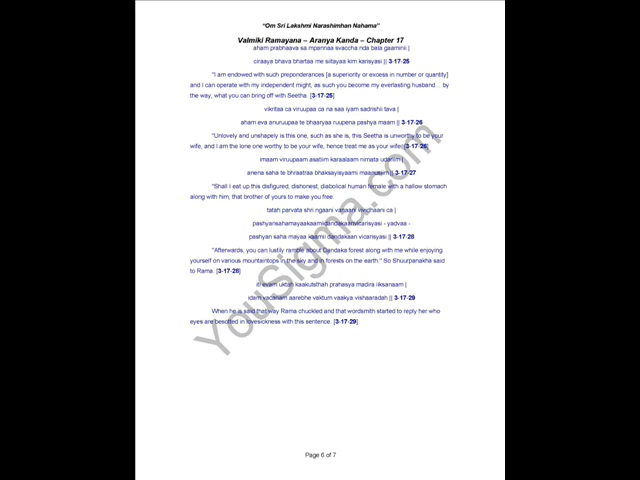 "Om Sri Lakshmi Narashimhan Nahama"
Valmiki Ramayana – Aranya Kanda – Chapter 17
aham prabhaava sa.mpannaa svaccha.nda bala gaaminii |
ciraaya bhava bhartaa me siitayaa kim karisyasi || 3-17-25
"I am endowed with such preponderances [a superiority or excess in number or quantity]
and I can operate with my independent might, as such you become my everlasting husband... by
the way, what you can bring off with Seetha. [3-17-25]
vikritaa ca viruupaa ca na saa iyam sadrishii tava |
aham eva anuruupaa te bhaaryaa ruupena pashya maam || 3-17-26
"Unlovely and unshapely is this one, such as she is, this Seetha is unworthy to be your
wife, and I am the lone one worthy to be your wife, hence treat me as your wife. [3-17-26]
imaam viruupaam asatiim karaalaam nirnata udariim |
anena saha te bhraatraa bhaksayisyaami maanusiim || 3-17-27
"Shall I eat up this disfigured, dishonest, diabolical human female with a hallow stomach
along with him, that brother of yours to make you free.
tatah parvata shri.ngaani vanaani vividhaani ca |
pashyansahamayaakaamiidandakaanvicarisyasi - yadvaa -
pashyan saha mayaa kaamii dandakaan vicarisyasi || 3-17-28
"Afterwards, you can lustily ramble about Dandaka forest along with me while enjoying
yourself on various mountaintops in the sky and in forests on the earth." So Shuurpanakha said
to Rama. [3-17-28]
iti evam uktah kaakutsthah prahasya madira iiksanaam |
idam vacanam aarebhe vaktum vaakya vishaaradah || 3-17-29
When he is said that way Rama chuckled and that wordsmith started to reply her who
eyes are besotted in lovesickness with this sentence. [3-17-29]
Page 6 of 7
YouSigma.com